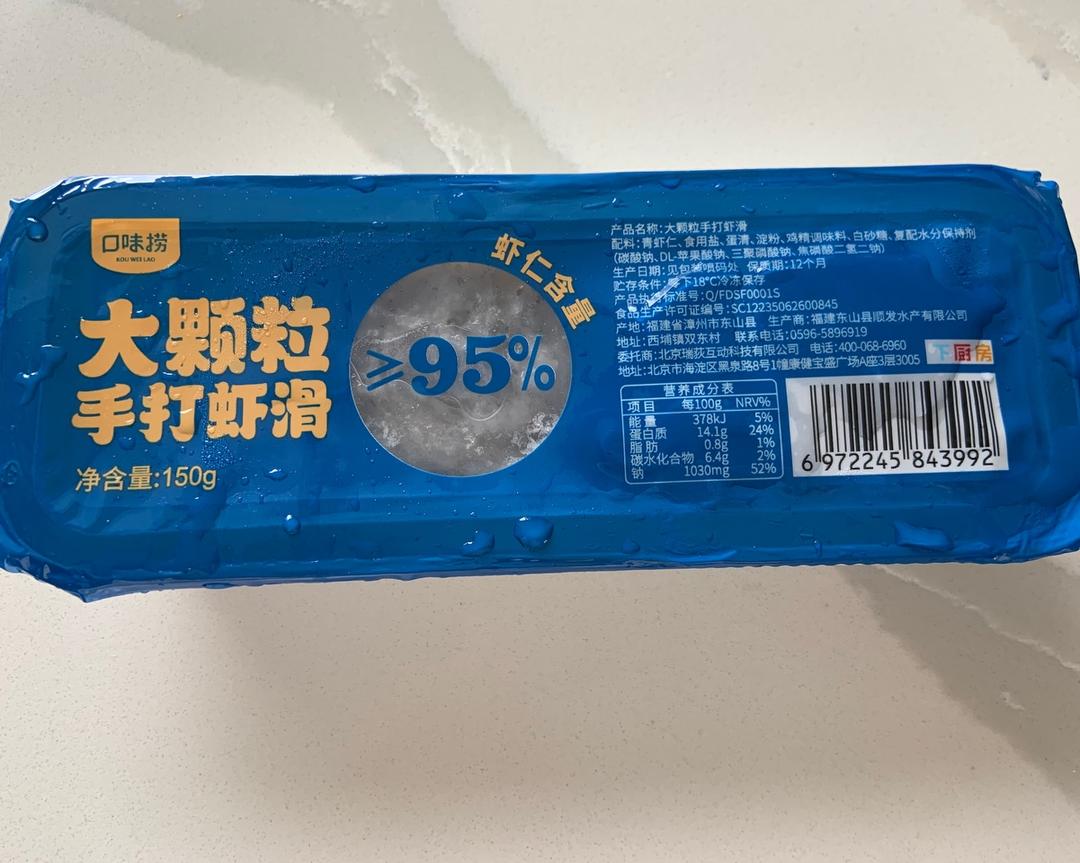 口味捞
KOU WEI LAO
大颗粒
手打虾滑
净含量:150g
虾仁含量
≥95%
产品名称:大颗粒手打虾滑
配料:青虾仁、食用盐、蛋清、淀粉、鸡精调味料、白砂糖、复配水分保持剂
(碳酸钠、DL-苹果酸钠、三聚磷酸钠、焦磷酸二氢二钠)
生产日期:见包装喷码处 保质期:12个月
贮存条件:零下18°C冷冻保存
产品执行标准号:Q/FDSF0001S
食品生产许可证编号:SC12235062600845
产地:福建省漳州市东山县 生产商:福建东山县顺发水产有限公司
地址:西埔镇双东村 联系电话:0596-5896919
委托商:北京瑞荻互动科技有限公司 电话:400-068-6960
地址:北京市海淀区黑泉路8号1幢康健宝盛广场A座3层3005
下厨房
营养成分表
项目 每100g NRV%
能量 378kJ 5%
蛋白质 14.1g 24%
脂肪 0.8g 1%
碳水化合物 6.4g 2%
钠 1030mg 52%
6 972245 843992